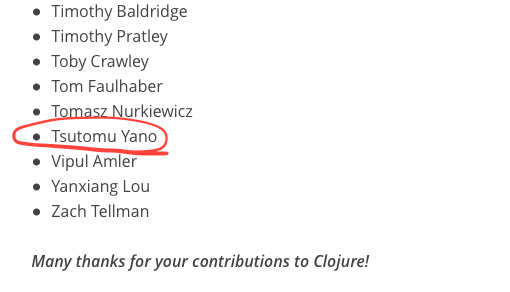 Timothy Baldridge
Timothy Pratley
Toby Crawley
Tom Faulhaber
Tomasz Nurkiewicz
Tsutomu Yano
Vipul Amler
Yanxiang Lou
Zach Tellman
Many thanks for your contributions to Clojure!